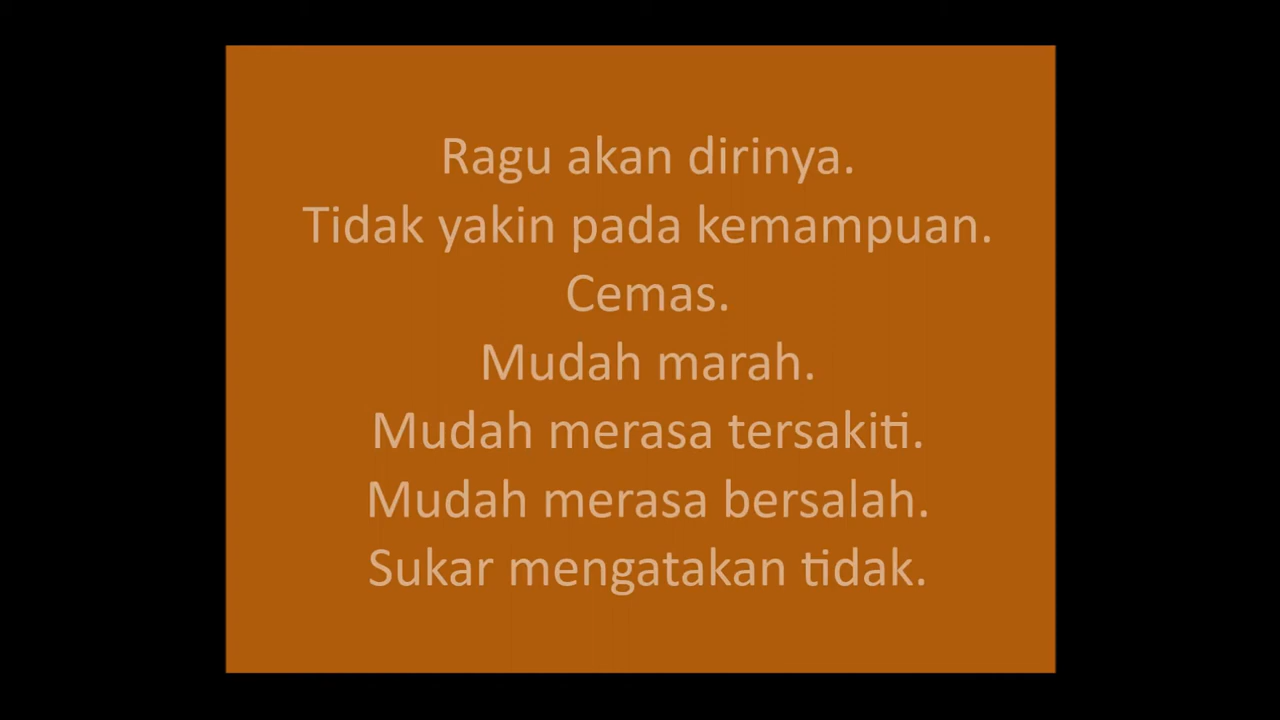 Ragu akan dirinya.
Tidak yakin pada kemampuan.
Cemas.
Mudah marah.
Mudah merasa tersakiti.
Mudah merasa bersalah.
Sukar mengatakan tidak.